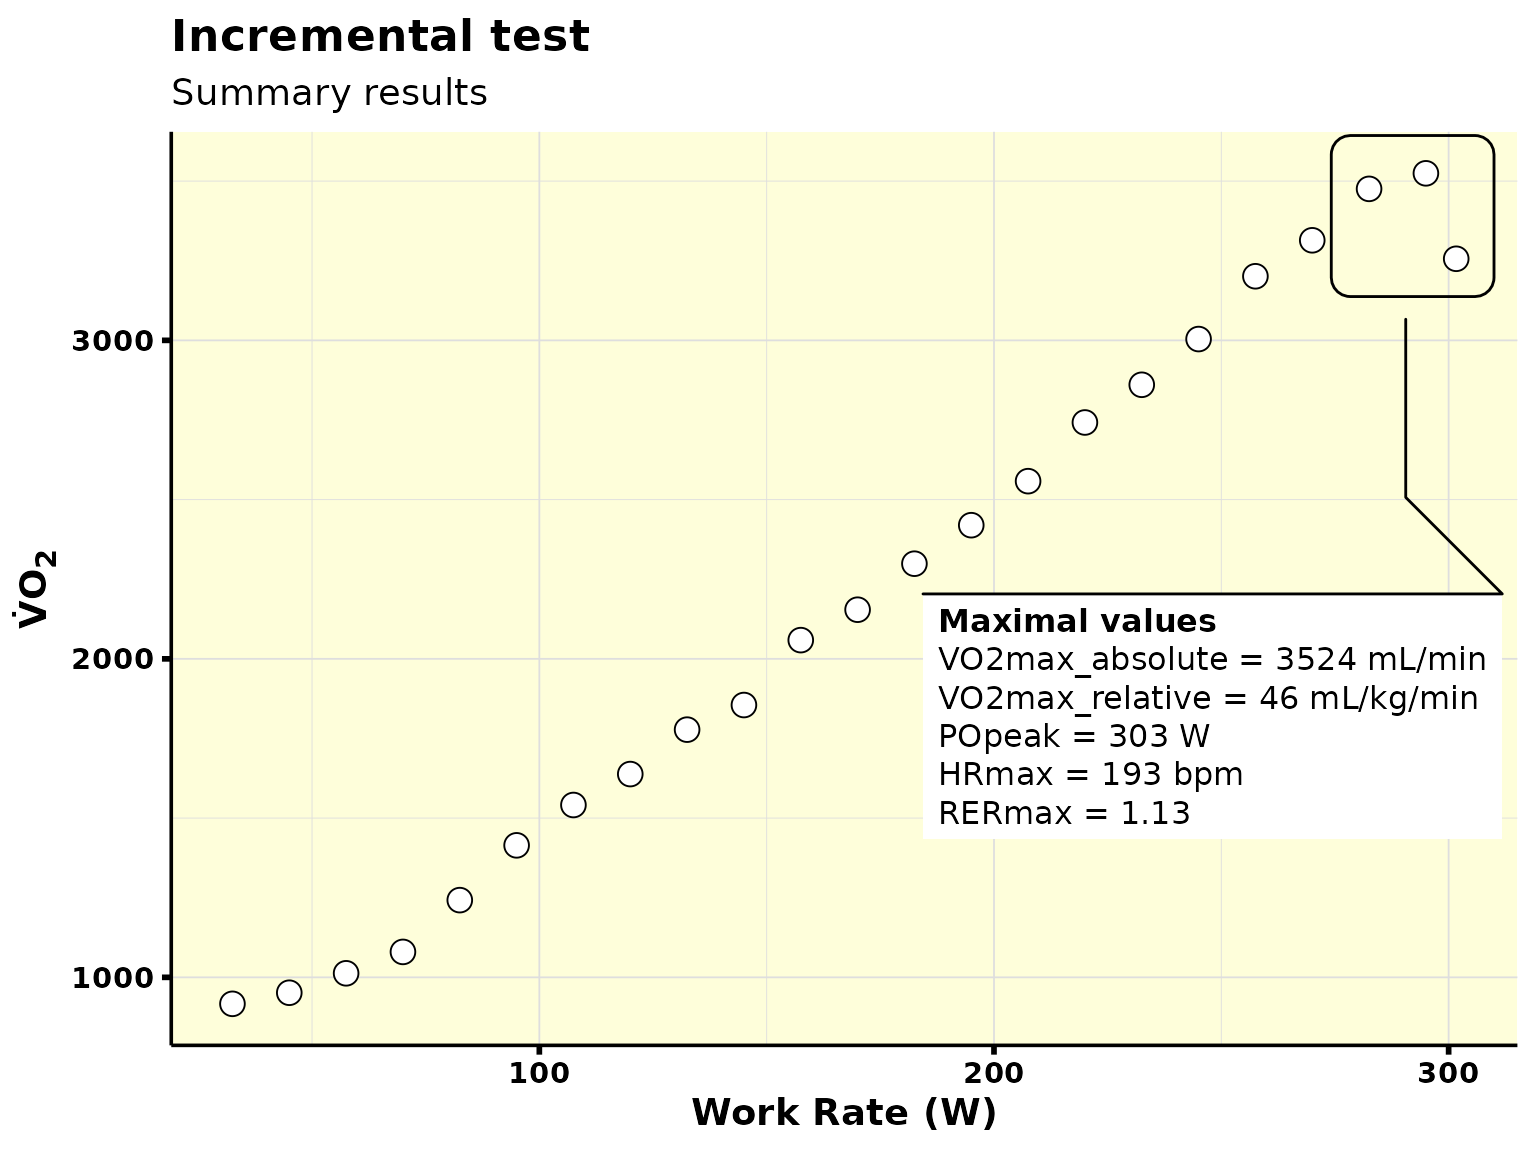 Incremental test
Summary results
3000
2000
1000
V̇O₂
Maximal values
VO2max_absolute = 3524 mL/min
VO2max_relative = 46 mL/kg/min
POpeak = 303 W
HRmax = 193 bpm
RERmax = 1.13
100
200
300
Work Rate (W)